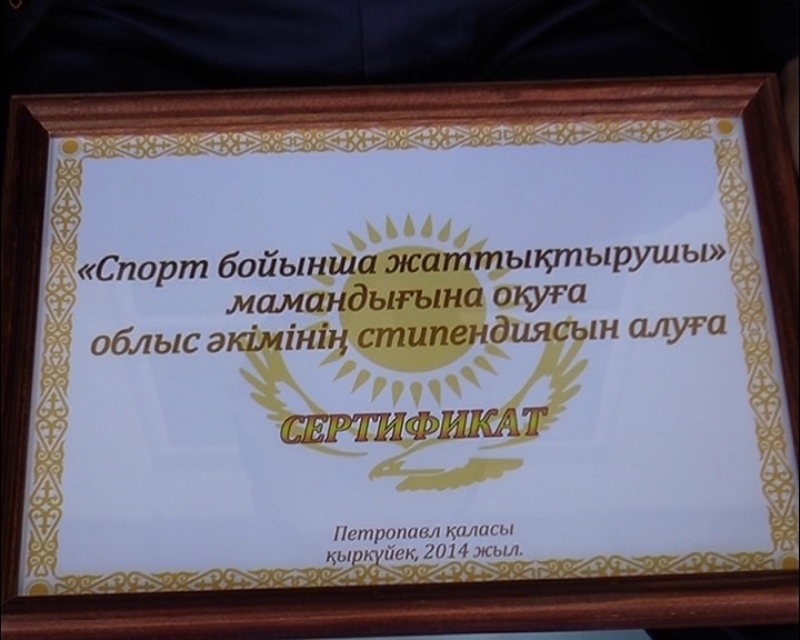 «Спорт бойынша жаттықтырушы»
мамандығына оқуға
облыс әкімінің стипендиясын алуға
СЕРТИФИКАТ
Петропавл қаласы
қыркүйек, 2014 жыл.